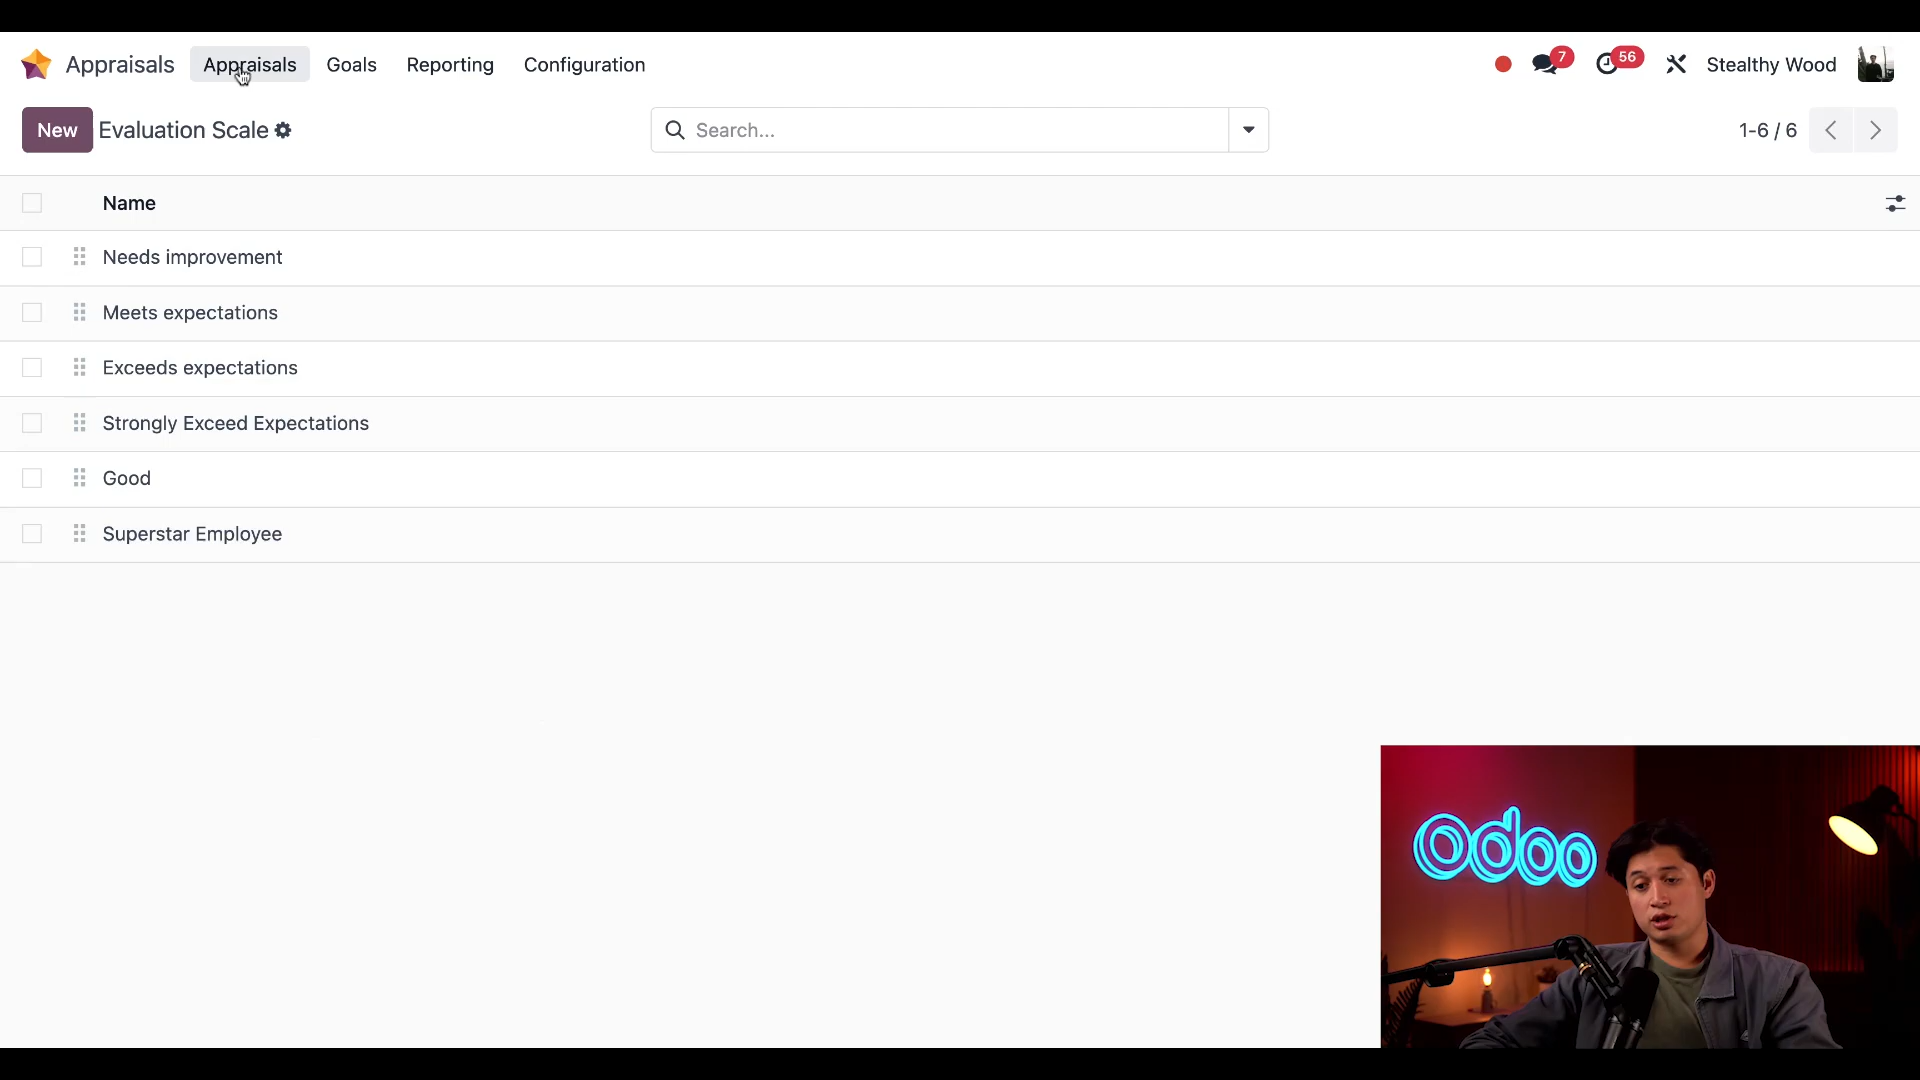 Appraisals Appraisals Goals Reporting Configuration 7 56 Stealthy Wood
New Evaluation Scale Search... 1-6 / 6
Name
Needs improvement
Meets expectations
Exceeds expectations
Strongly Exceed Expectations
Good
Superstar Employee
odoo